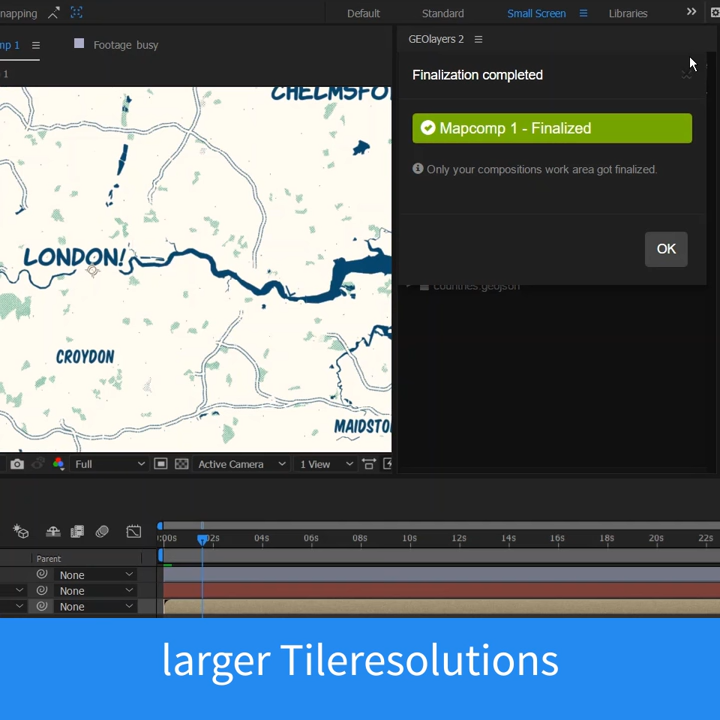 napping
Default
Standard
Small Screen
Libraries
mp 1
Footage busy
GEOlayers 2
1
Finalization completed
CHELMSFO
Mapcomp 1 - Finalized
Only your compositions work area got finalized.
LONDON!
OK
countries.geojson
CROYDON
MAIDSTO
Full
Active Camera
1 View
:00s
02s
04s
06s
08s
10s
12s
14s
16s
18s
20s
22s
Parent
None
None
None
larger Tileresolutions